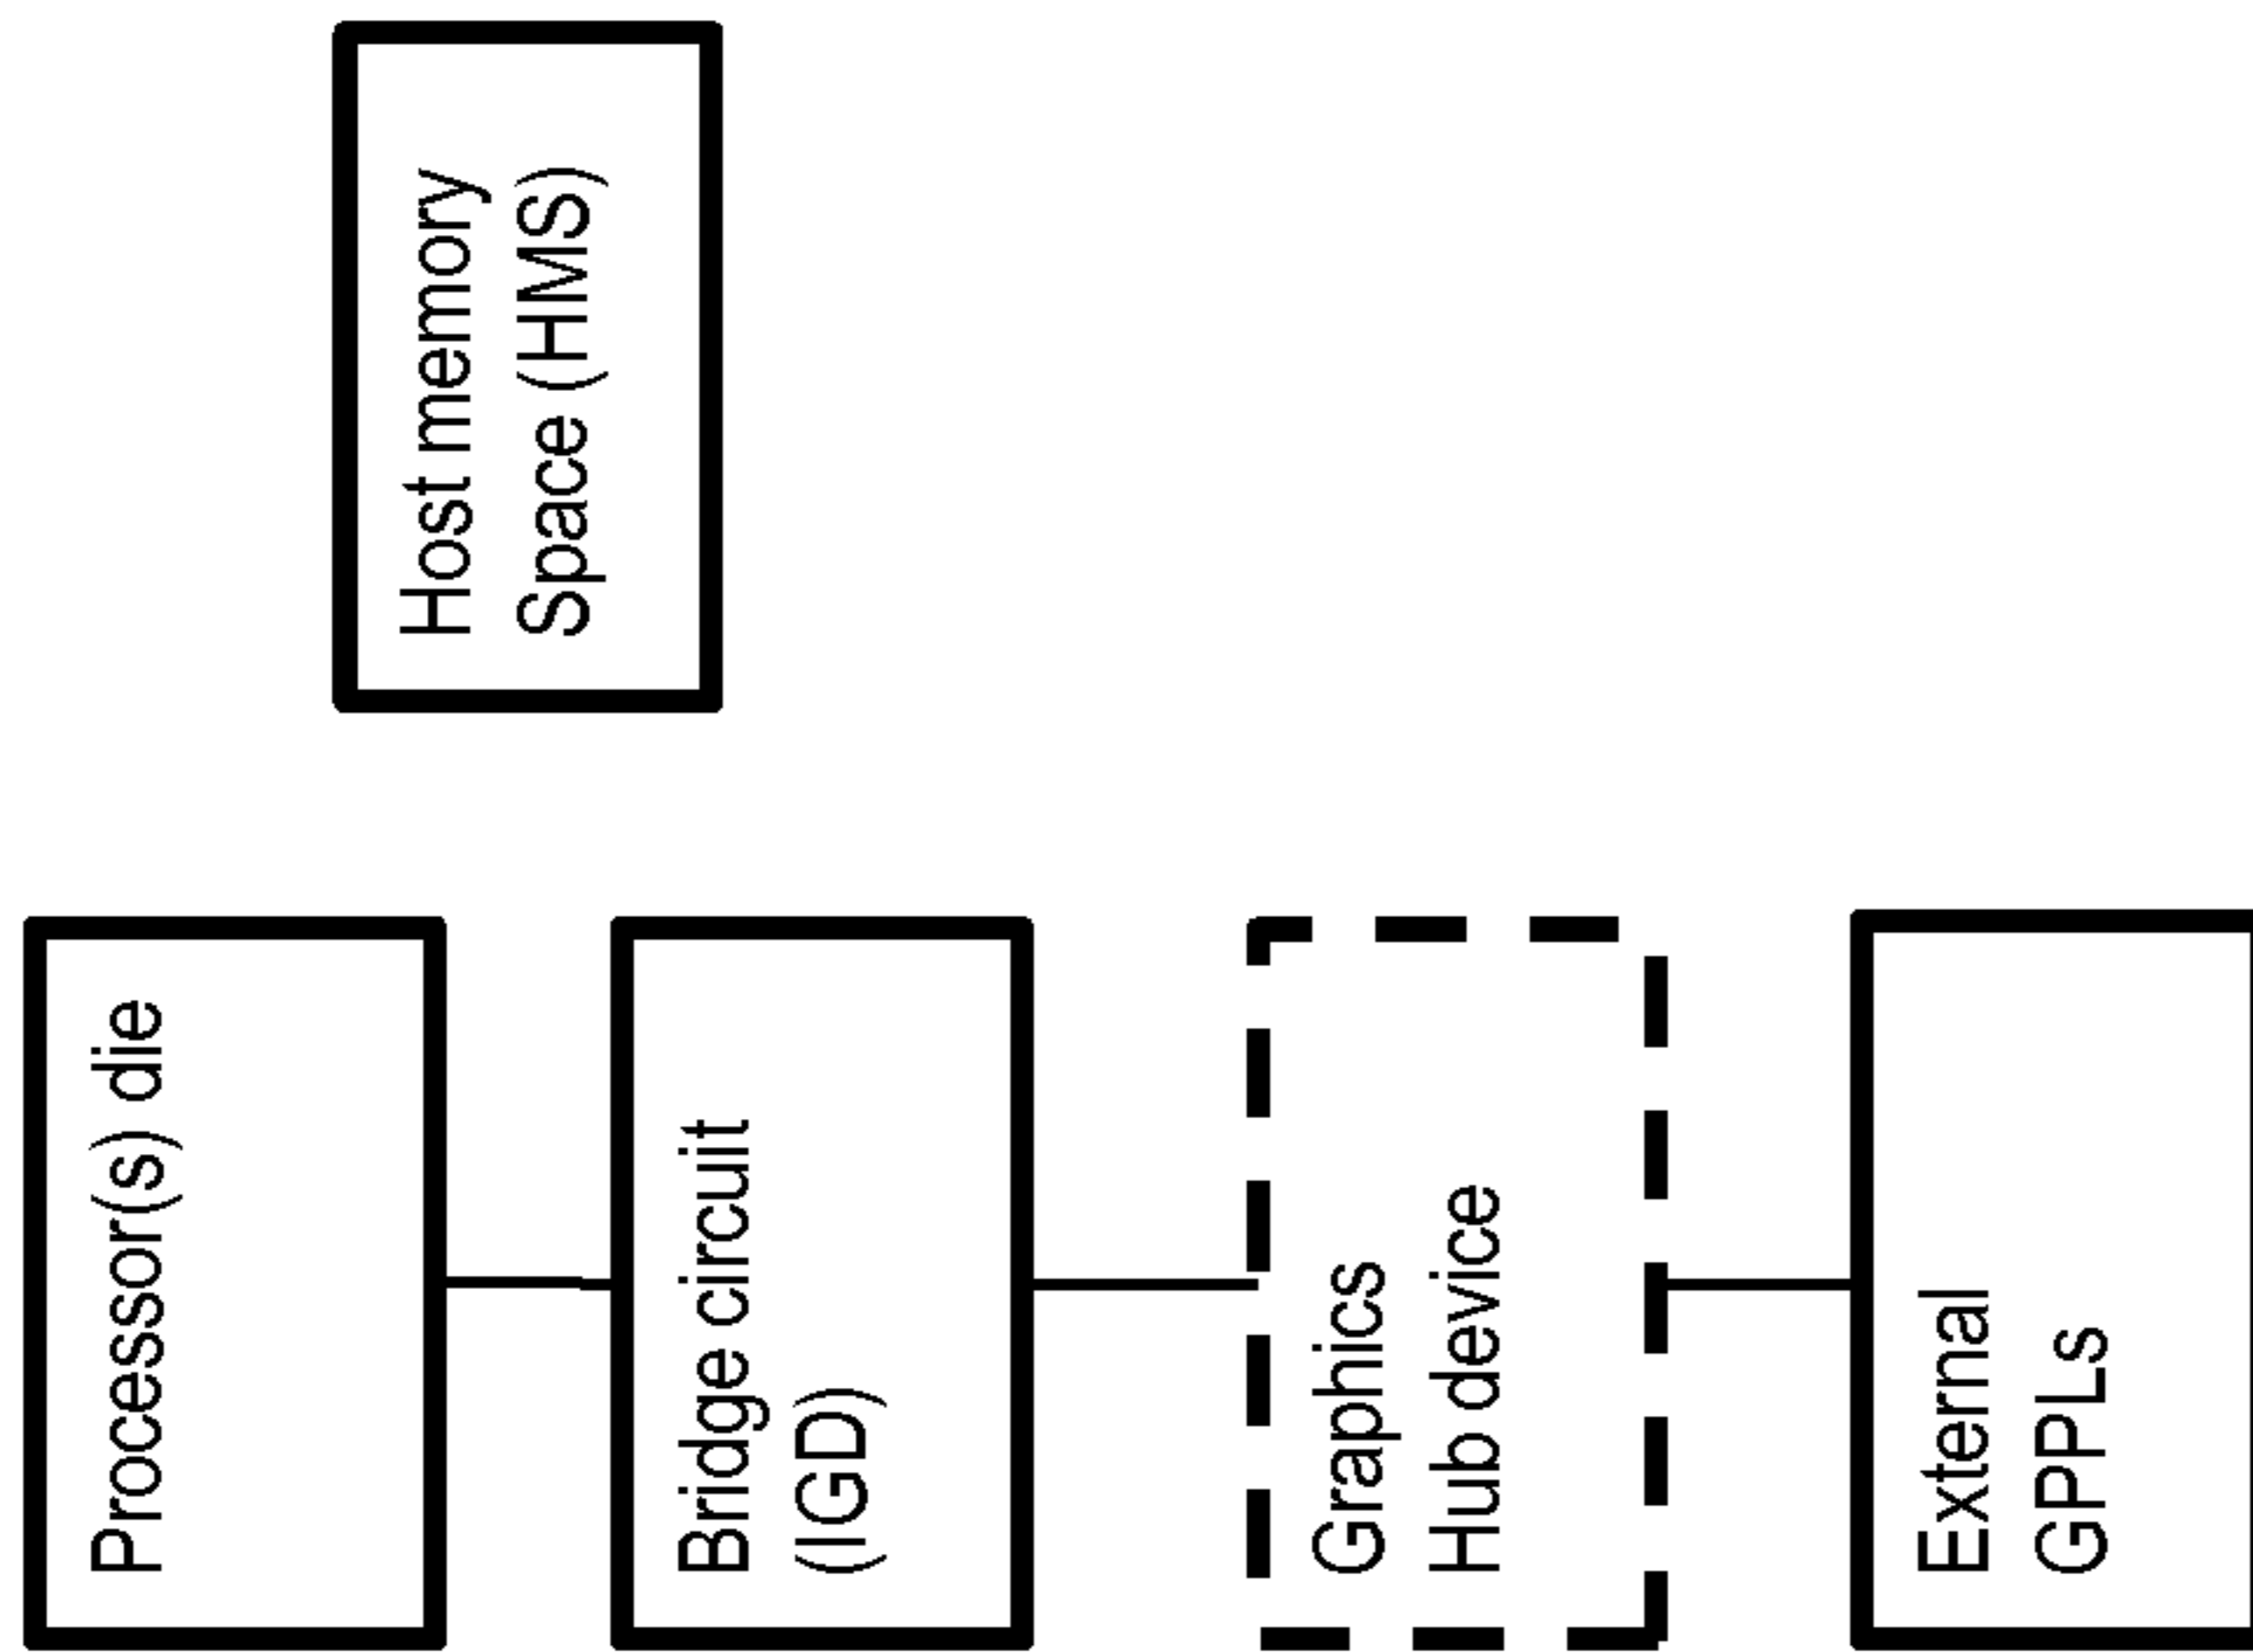 Processor(s) die
Host memory
Space (HMS)
Bridge circuit
(IGD)
Graphics
Hub device
External
GPPLs